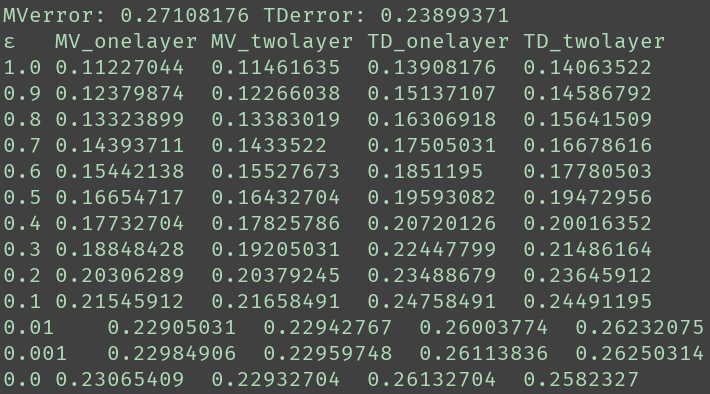 MVerror: 0.27108176 TDerror: 0.23899371
ε MV_onelayer MV_twolayer TD_onelayer TD_twolayer
1.0 0.11227044 0.11461635 0.13908176 0.14063522
0.9 0.12379874 0.12266038 0.15137107 0.14586792
0.8 0.13323899 0.13383019 0.16306918 0.15641509
0.7 0.14393711 0.1433522 0.17505031 0.16678616
0.6 0.15442138 0.15527673 0.1851195 0.17780503
0.5 0.16654717 0.16432704 0.19593082 0.19472956
0.4 0.17732704 0.17825786 0.20720126 0.20016352
0.3 0.18848428 0.19205031 0.22447799 0.21486164
0.2 0.20306289 0.20379245 0.23488679 0.23645912
0.1 0.21545912 0.21658491 0.24758491 0.24491195
0.01 0.22905031 0.22942767 0.26003774 0.26232075
0.001 0.22984906 0.22959748 0.26113836 0.26250314
0.0 0.23065409 0.22932704 0.26132704 0.2582327